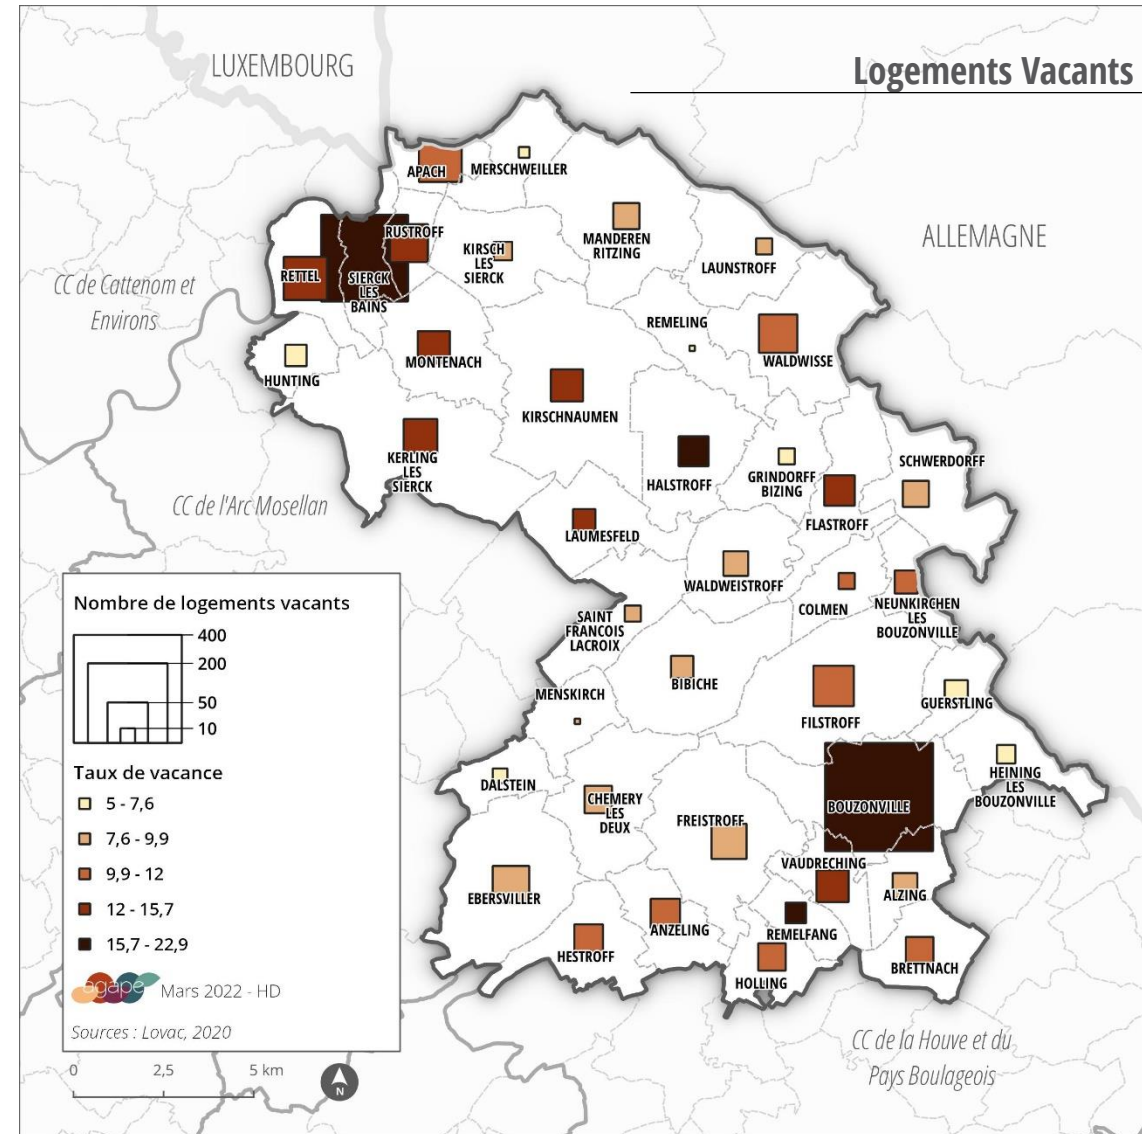 LUXEMBOURG
Logements Vacants
APACH
MERSCHWEILLER
RUSTROFF
MANDEREN
RITZING
ALLEMAGNE
KIRSCH
LES
SIERCK
LAUNSTROFF
RETTEL
SIERCK
LES
BAINS
CC de Cattenom et
Environs
REMELING
MONTENACH
WALDWISSE
HUNTING
KIRSCHNAUMEN
KERLING
LES
SIERCK
SCHWERDORFF
HALSTROFF
GRINDORFF
BIZING
CC de l'Arc Mosellan
FLASTROFF
LAUMESFELD
WALDWEISTROFF
COLMEN
NEUNKIRCHEN
LES
BOUZONVILLE
SAINT
FRANCOIS
LACROIX
BIBICHE
MENSKIRCH
GUERSTLING
FILSTROFF
DALSTEIN
HEINING
LES
BOUZONVILLE
CHEMERY
LES
DEUX
BOUZONVILLE
FREISTROFF
VAUDRECHING
EBERSVILLER
ALZING
ANZELING
REMELFANG
HESTROFF
BRETTNACH
HOLLING
CC de la Houve et du
Pays Boulageois
Nombre de logements vacants
400
200
50
10
Taux de vacance
5 - 7,6
7,6 - 9,9
9,9 - 12
12 - 15,7
15,7 - 22,9
agape Mars 2022 - HD
Sources : Lovac, 2020
0 2,5 5 km
N